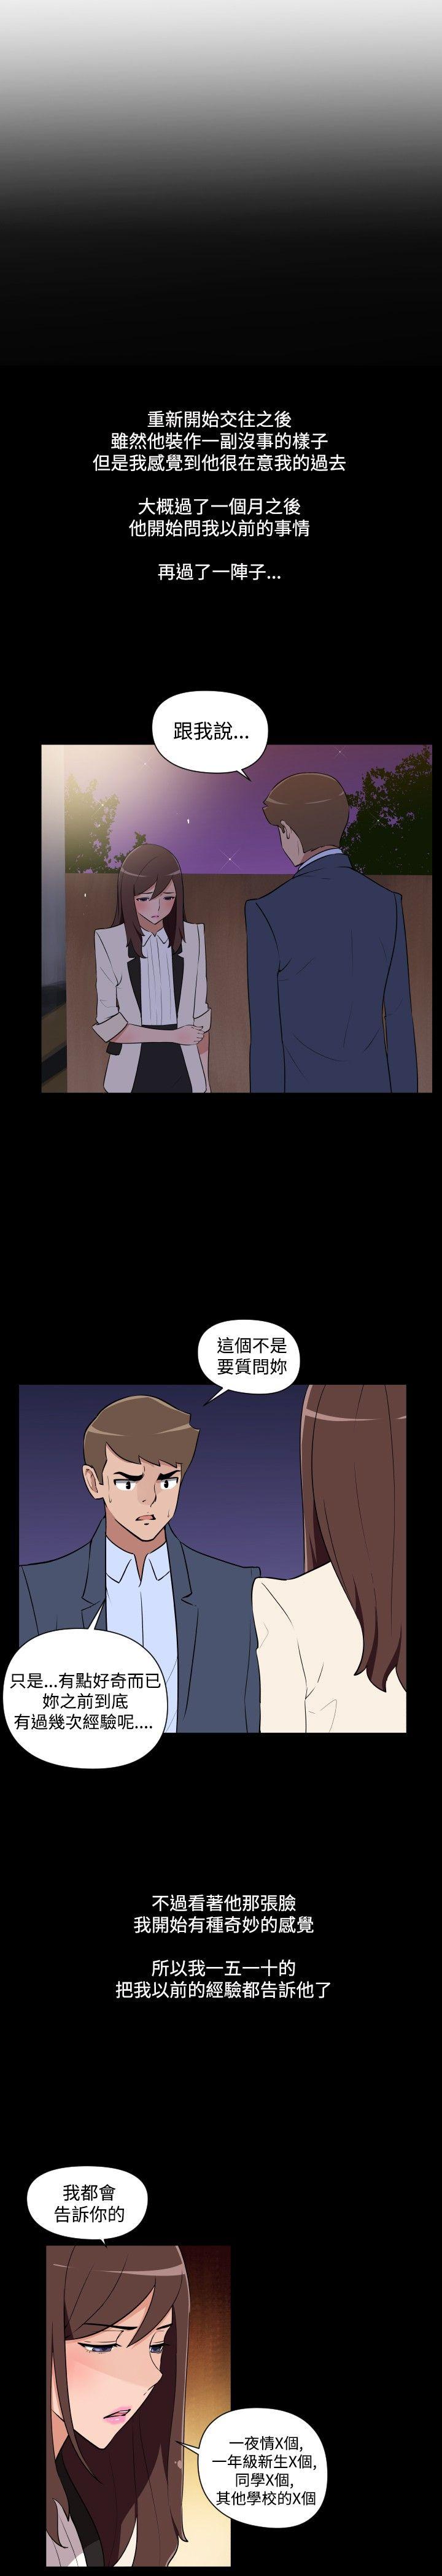 重新開始交往之後
雖然他裝作一副沒事的樣子
但是我感覺到他很在意我的過去
大概過了一個月之後
他開始問我以前的事情
再過了一陣子...
跟我說...
這個不是
要質問妳
只是...有點好奇而已
妳之前到底
有過幾次經驗呢....
不過看著他那張臉
我開始有種奇妙的感覺
所以我一五一十的
把我以前的經驗都告訴他了
我都會
告訴你的
一夜情X個,
一年級新生X個,
同學X個,
其他學校的X個